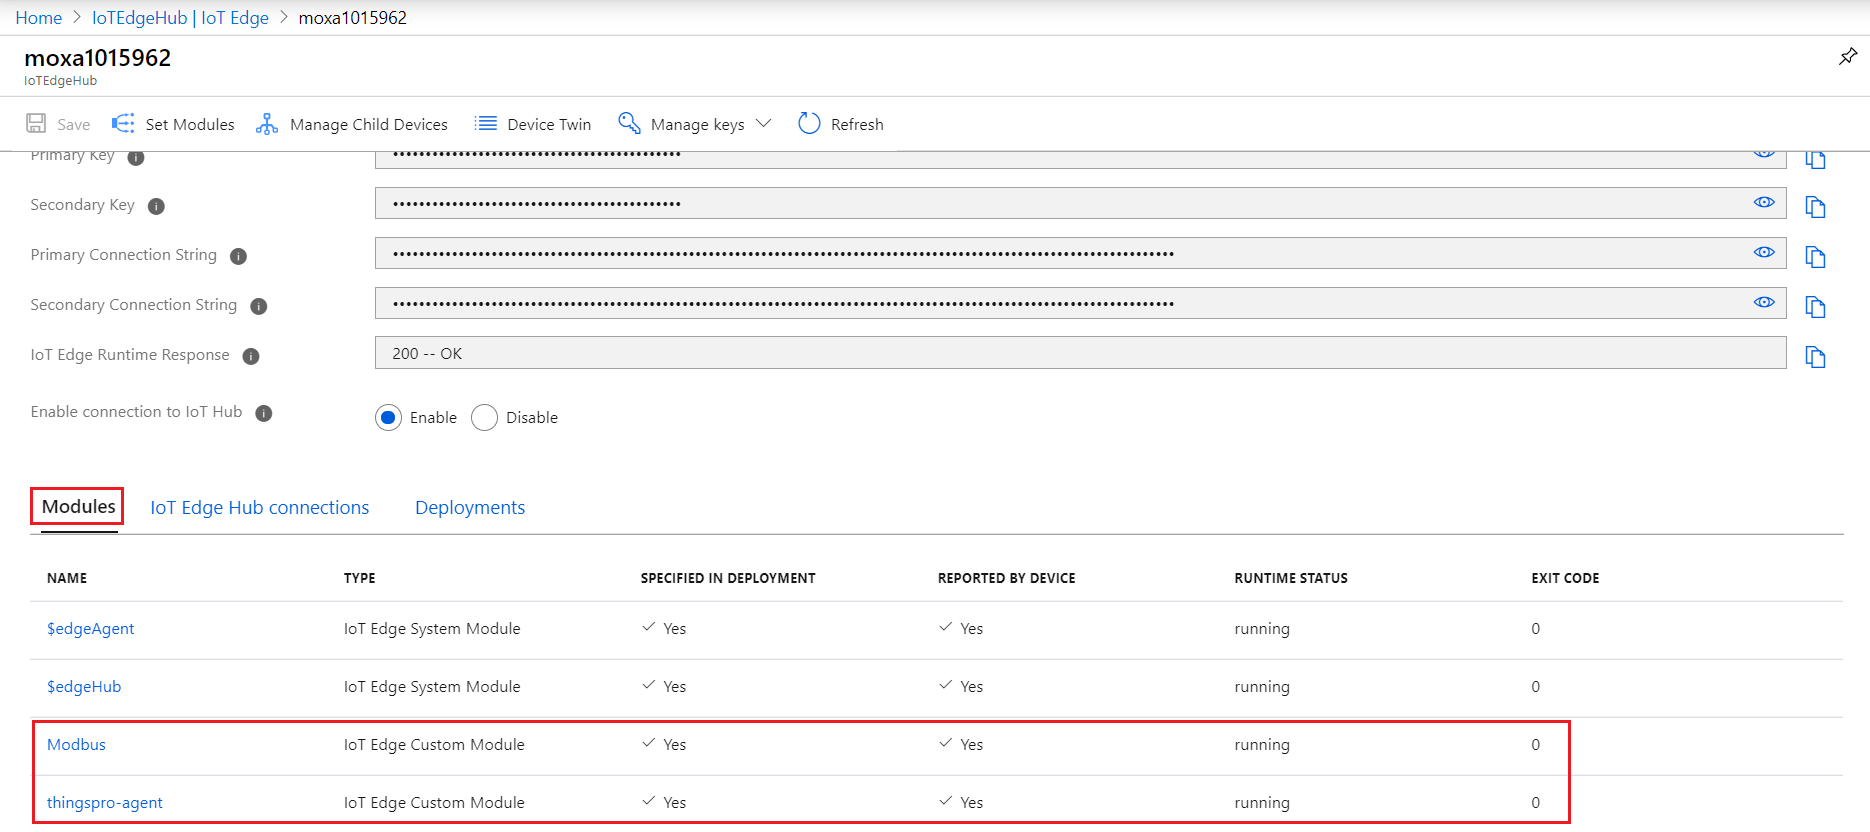 Home > IoTEdgeHub | IoT Edge > moxa1015962
moxa1015962
IoTEdgeHub
Save Set Modules Manage Child Devices Device Twin Manage keys Refresh
Primary Key
Secondary Key
Primary Connection String
Secondary Connection String
IoT Edge Runtime Response 200 -- OK
Enable connection to IoT Hub Enable Disable
Modules IoT Edge Hub connections Deployments
NAME TYPE SPECIFIED IN DEPLOYMENT REPORTED BY DEVICE RUNTIME STATUS EXIT CODE
$edgeAgent IoT Edge System Module Yes Yes running 0
$edgeHub IoT Edge System Module Yes Yes running 0
Modbus IoT Edge Custom Module Yes Yes running 0
thingspro-agent IoT Edge Custom Module Yes Yes running 0